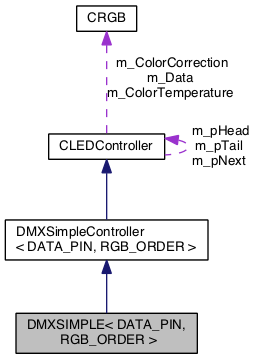 CRGB
m_ColorCorrection
m_Data
m_ColorTemperature
CLEDController
m_pHead
m_pTail
m_pNext
DMXSimpleController
< DATA_PIN, RGB_ORDER >
DMXSIMPLE< DATA_PIN,
RGB_ORDER >